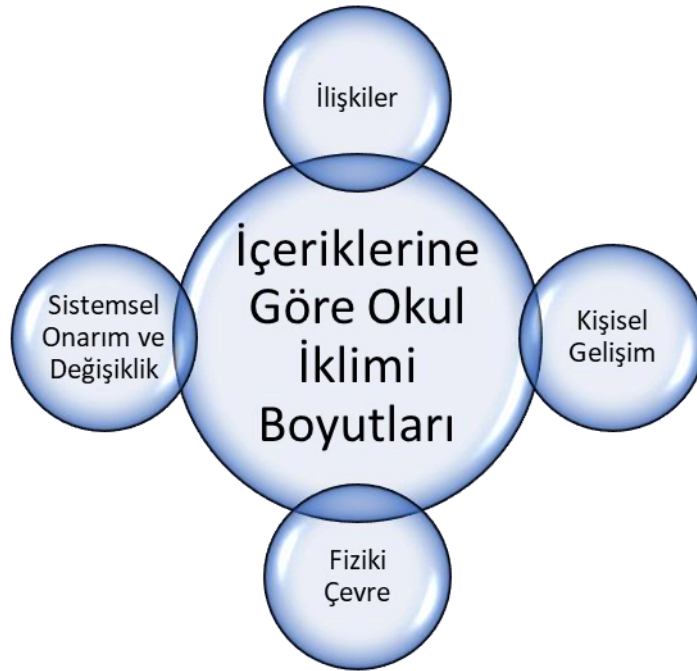 İlişkiler
İçeriklerine
Göre Okul
İklimi
Boyutları
Sistemsel
Onarım ve
Değişiklik
Kişisel
Gelişim
Fiziki
Çevre